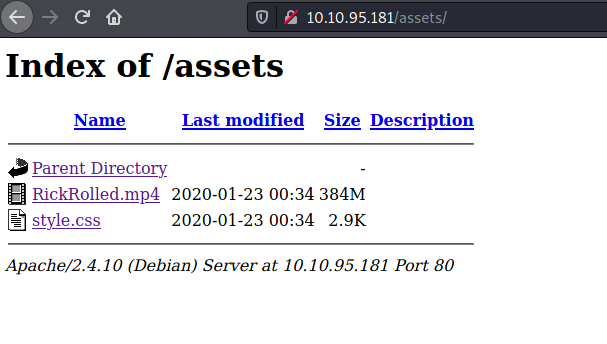 10.10.95.181/assets/
Index of /assets
Name Last modified Size Description
Parent Directory -
RickRolled.mp4 2020-01-23 00:34 384M
style.css 2020-01-23 00:34 2.9K
Apache/2.4.10 (Debian) Server at 10.10.95.181 Port 80